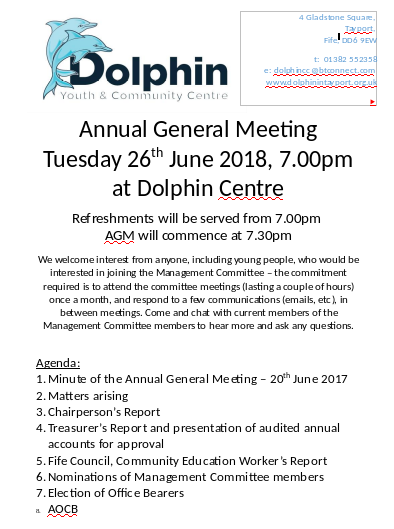 4 Gladstone Square,
Tayport,
Fife DD6 9EW
t: 01382 552358
e: dolphincc@btconnect.com
www.dolphinintayport.org.uk
Dolphin
Youth & Community Centre
Annual General Meeting
Tuesday 26th June 2018, 7.00pm
at Dolphin Centre
Refreshments will be served from 7.00pm
AGM will commence at 7.30pm
We welcome interest from anyone, including young people, who would be
interested in joining the Management Committee – the commitment
required is to attend the committee meetings (lasting a couple of hours)
once a month, and respond to a few communications (emails, etc), in
between meetings. Come and chat with current members of the
Management Committee members to hear more and ask any questions.
Agenda:
1. Minute of the Annual General Meeting – 20th June 2017
2. Matters arising
3. Chairperson's Report
4. Treasurer's Report and presentation of audited annual
accounts for approval
5. Fife Council, Community Education Worker's Report
6. Nominations of Management Committee members
7. Election of Office Bearers
8. AOCB